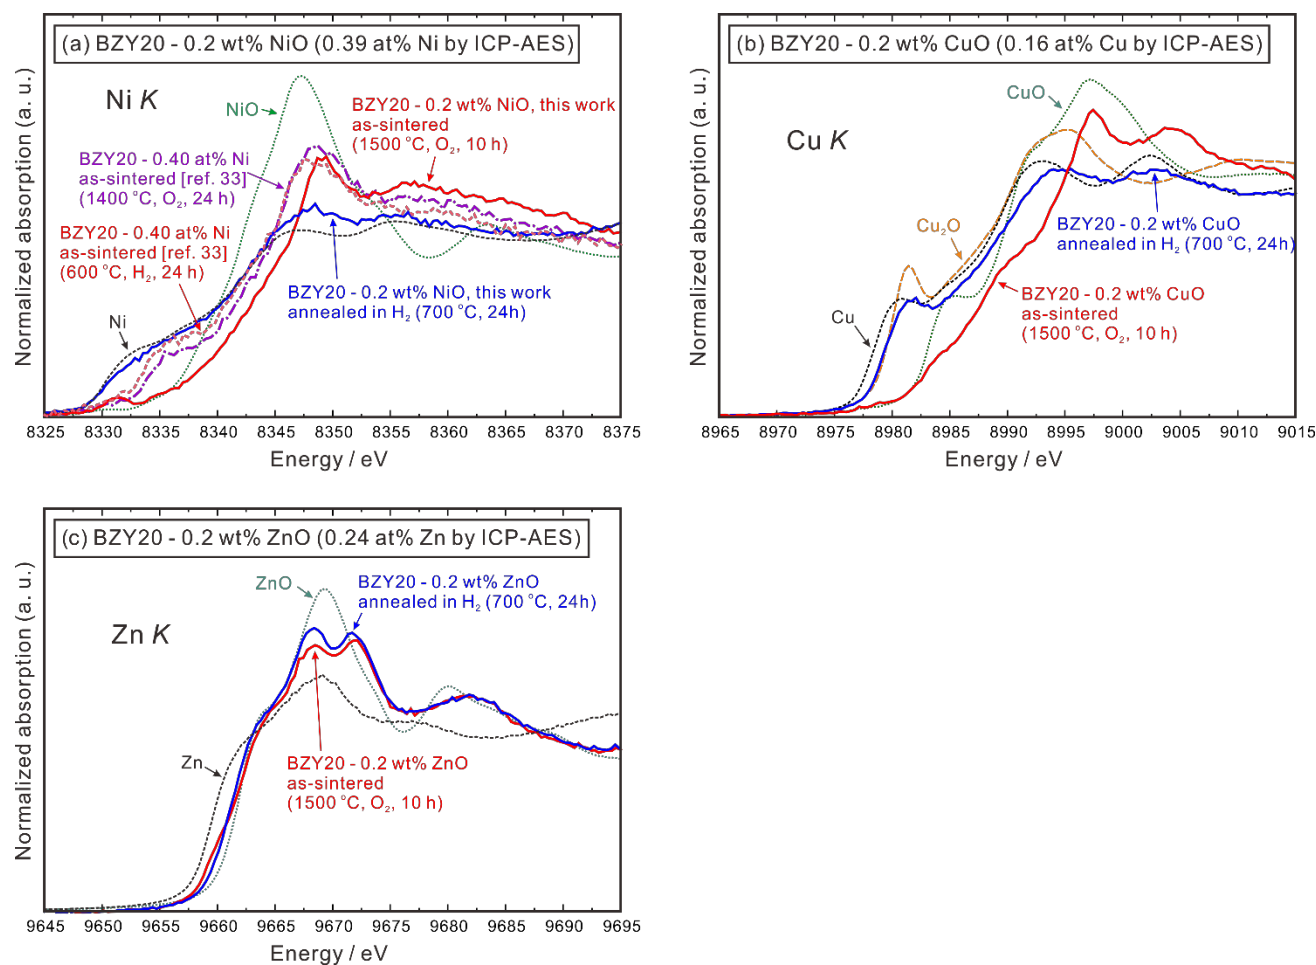 (a) BZY20 - 0.2 wt% NiO (0.39 at% Ni by ICP-AES)
Ni K
NiO
BZY20 - 0.2 wt% NiO, this work
as-sintered
(1500 °C, O₂, 10 h)
BZY20 - 0.40 at% Ni
as-sintered [ref. 33]
(1400 °C, O₂, 24 h)
BZY20 - 0.40 at% Ni
as-sintered [ref. 33]
(600 °C, H₂, 24 h)
BZY20 - 0.2 wt% NiO, this work
annealed in H₂ (700 °C, 24h)
Ni
Normalized absorption (a. u.)
8325 8330 8335 8340 8345 8350 8355 8360 8365 8370 8375
Energy / eV
(b) BZY20 - 0.2 wt% CuO (0.16 at% Cu by ICP-AES)
CuO
Cu K
Cu₂O
BZY20 - 0.2 wt% CuO
annealed in H₂ (700 °C, 24h)
BZY20 - 0.2 wt% CuO
as-sintered
(1500 °C, O₂, 10 h)
Cu
Normalized absorption (a. u.)
8965 8970 8975 8980 8985 8990 8995 9000 9005 9010 9015
Energy / eV
(c) BZY20 - 0.2 wt% ZnO (0.24 at% Zn by ICP-AES)
ZnO
BZY20 - 0.2 wt% ZnO
annealed in H₂ (700 °C, 24h)
Zn K
Zn
BZY20 - 0.2 wt% ZnO
as-sintered
(1500 °C, O₂, 10 h)
Normalized absorption (a. u.)
9645 9650 9655 9660 9665 9670 9675 9680 9685 9690 9695
Energy / eV